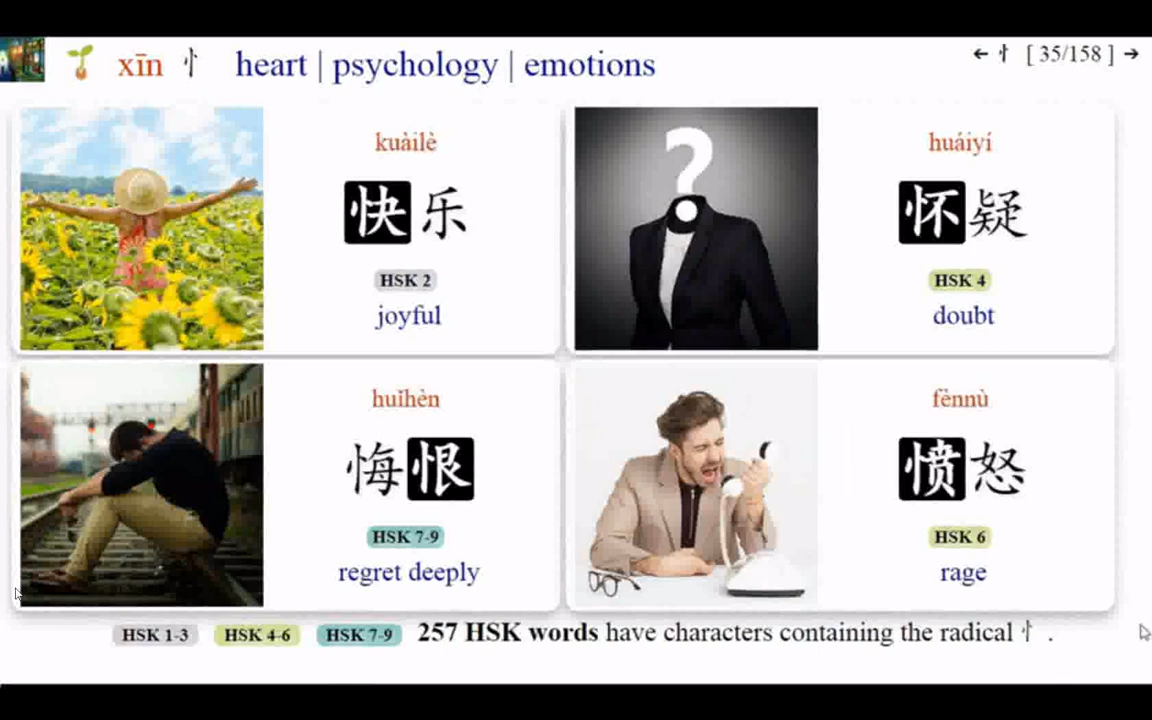 xīn 忄 heart | psychology | emotions
← 忄 [ 35/158 ] →
kuàilè
快乐
HSK 2
joyful
huáiyí
怀疑
HSK 4
doubt
?
huǐhèn
悔恨
HSK 7-9
regret deeply
fènnù
愤怒
HSK 6
rage
HSK 1-3 HSK 4-6 HSK 7-9 257 HSK words have characters containing the radical 忄 .